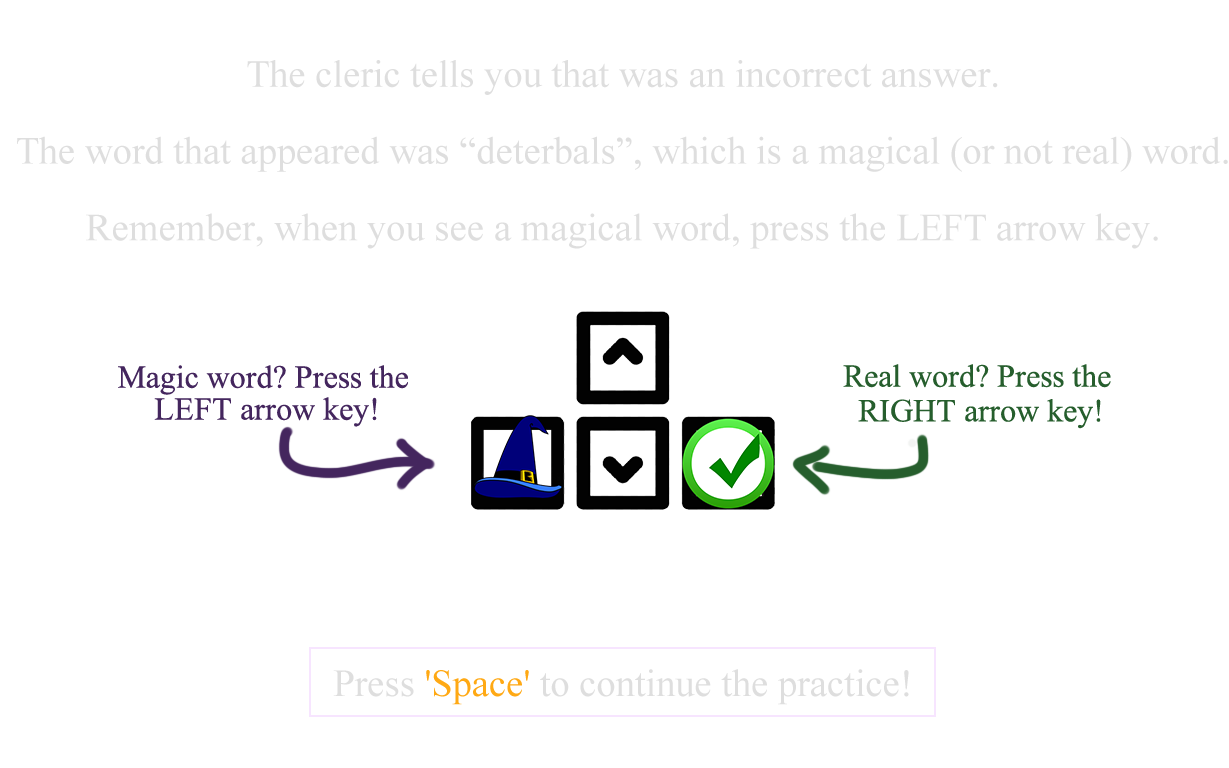 The cleric tells you that was an incorrect answer.
The word that appeared was “deterbals”, which is a magical (or not real) word.
Remember, when you see a magical word, press the LEFT arrow key.
Magic word? Press the
LEFT arrow key!
Real word? Press the
RIGHT arrow key!
Press 'Space' to continue the practice!